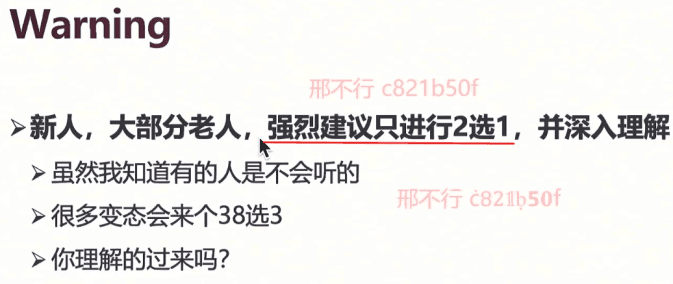 Warning
邢不行 c821b50f
➢新人，大部分老人，强烈建议只进行2选1，并深入理解
➢虽然我知道有的人是不会听的
邢不行 c821b50f
➢很多变态会来个38选3
➢你理解的过来吗？